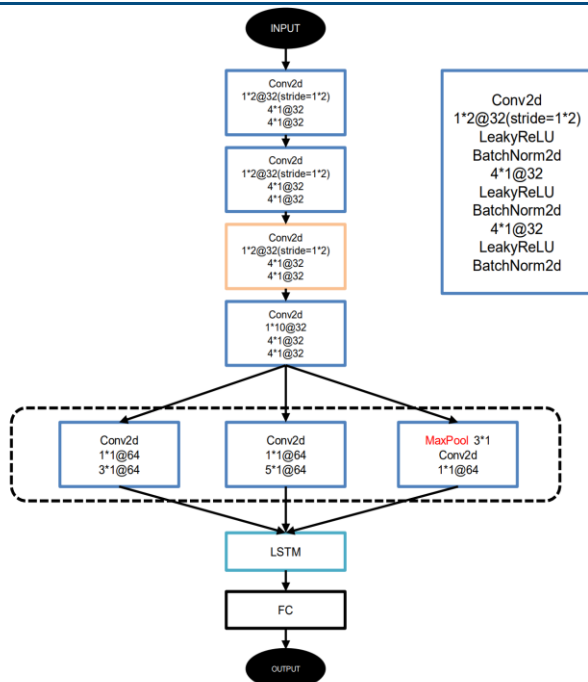 INPUT
Conv2d
1*2@32(stride=1*2)
4*1@32
4*1@32
Conv2d
1*2@32(stride=1*2)
4*1@32
4*1@32
Conv2d
1*2@32(stride=1*2)
4*1@32
4*1@32
Conv2d
1*10@32
4*1@32
4*1@32
Conv2d
1*2@32(stride=1*2)
LeakyReLU
BatchNorm2d
4*1@32
LeakyReLU
BatchNorm2d
4*1@32
LeakyReLU
BatchNorm2d
Conv2d
1*1@64
3*1@64
Conv2d
1*1@64
5*1@64
MaxPool 3*1
Conv2d
1*1@64
LSTM
FC
OUTPUT